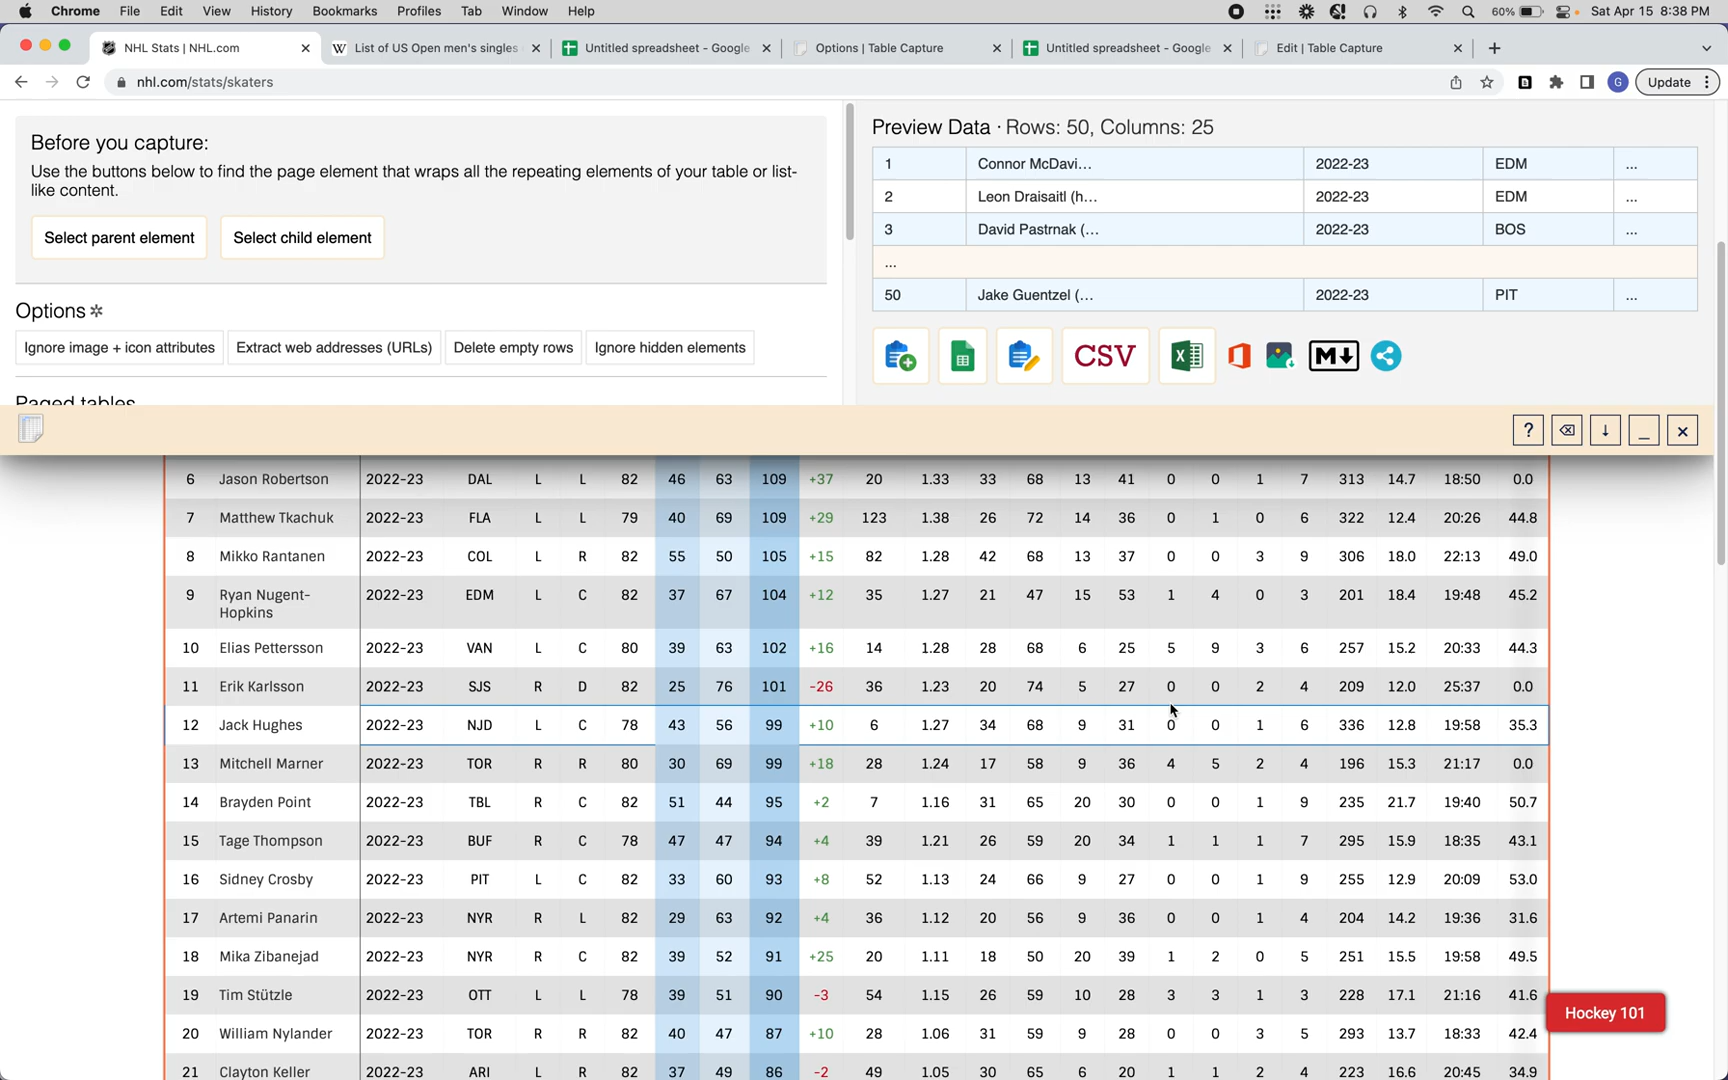 Chrome File Edit View History Bookmarks Profiles Tab Window Help 60% Sat Apr 15 8:38 PM
NHL Stats | NHL.com W List of US Open men's singles Untitled spreadsheet - Google Options | Table Capture Untitled spreadsheet - Google Edit | Table Capture
nhl.com/stats/skaters G Update
Before you capture:
Use the buttons below to find the page element that wraps all the repeating elements of your table or list-
like content.
Select parent element Select child element
Options ✲
Ignore image + icon attributes Extract web addresses (URLs) Delete empty rows Ignore hidden elements
Paged tables
Preview Data · Rows: 50, Columns: 25
1 Connor McDavi... 2022-23 EDM ...
2 Leon Draisaitl (h... 2022-23 EDM ...
3 David Pastrnak (... 2022-23 BOS ...
...
50 Jake Guentzel (... 2022-23 PIT ...
CSV X M↓
? ↓ _ ×
6 Jason Robertson 2022-23 DAL L L 82 46 63 109 +37 20 1.33 33 68 13 41 0 0 1 7 313 14.7 18:50 0.0
7 Matthew Tkachuk 2022-23 FLA L L 79 40 69 109 +29 123 1.38 26 72 14 36 0 1 0 6 322 12.4 20:26 44.8
8 Mikko Rantanen 2022-23 COL L R 82 55 50 105 +15 82 1.28 42 68 13 37 0 0 3 9 306 18.0 22:13 49.0
9 Ryan Nugent- 2022-23 EDM L C 82 37 67 104 +12 35 1.27 21 47 15 53 1 4 0 3 201 18.4 19:48 45.2
Hopkins
10 Elias Pettersson 2022-23 VAN L C 80 39 63 102 +16 14 1.28 28 68 6 25 5 9 3 6 257 15.2 20:33 44.3
11 Erik Karlsson 2022-23 SJS R D 82 25 76 101 -26 36 1.23 20 74 5 27 0 0 2 4 209 12.0 25:37 0.0
12 Jack Hughes 2022-23 NJD L C 78 43 56 99 +10 6 1.27 34 68 9 31 0 0 1 6 336 12.8 19:58 35.3
13 Mitchell Marner 2022-23 TOR R R 80 30 69 99 +18 28 1.24 17 58 9 36 4 5 2 4 196 15.3 21:17 0.0
14 Brayden Point 2022-23 TBL R C 82 51 44 95 +2 7 1.16 31 65 20 30 0 0 1 9 235 21.7 19:40 50.7
15 Tage Thompson 2022-23 BUF R C 78 47 47 94 +4 39 1.21 26 59 20 34 1 1 1 7 295 15.9 18:35 43.1
16 Sidney Crosby 2022-23 PIT L C 82 33 60 93 +8 52 1.13 24 66 9 27 0 0 1 9 255 12.9 20:09 53.0
17 Artemi Panarin 2022-23 NYR R L 82 29 63 92 +4 36 1.12 20 56 9 36 0 0 1 4 204 14.2 19:36 31.6
18 Mika Zibanejad 2022-23 NYR R C 82 39 52 91 +25 20 1.11 18 50 20 39 1 2 0 5 251 15.5 19:58 49.5
19 Tim Stützle 2022-23 OTT L L 78 39 51 90 -3 54 1.15 26 59 10 28 3 3 1 3 228 17.1 21:16 41.6
Hockey 101
20 William Nylander 2022-23 TOR R R 82 40 47 87 +10 28 1.06 31 59 9 28 0 0 3 5 293 13.7 18:33 42.4
21 Clayton Keller 2022-23 ARI L R 82 37 49 86 -2 49 1.05 30 65 6 20 1 1 2 4 223 16.6 20:45 34.9